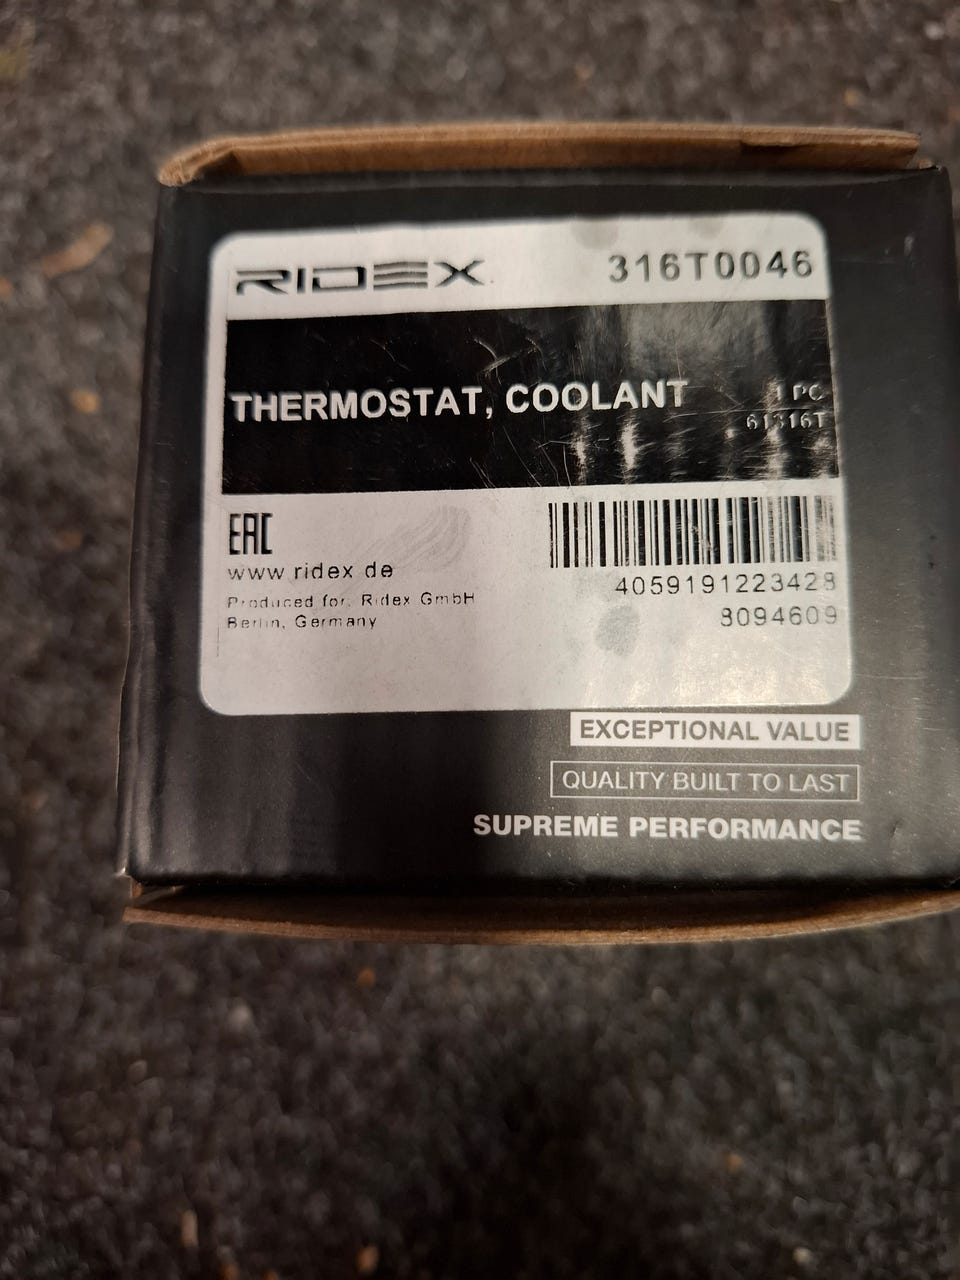 RIDEX 316T0046
THERMOSTAT, COOLANT
1 PC
61316T
EAC
www.ridex.de
Produced for: Ridex GmbH
Berlin, Germany
4059191223428
8094609
EXCEPTIONAL VALUE
QUALITY BUILT TO LAST
SUPREME PERFORMANCE